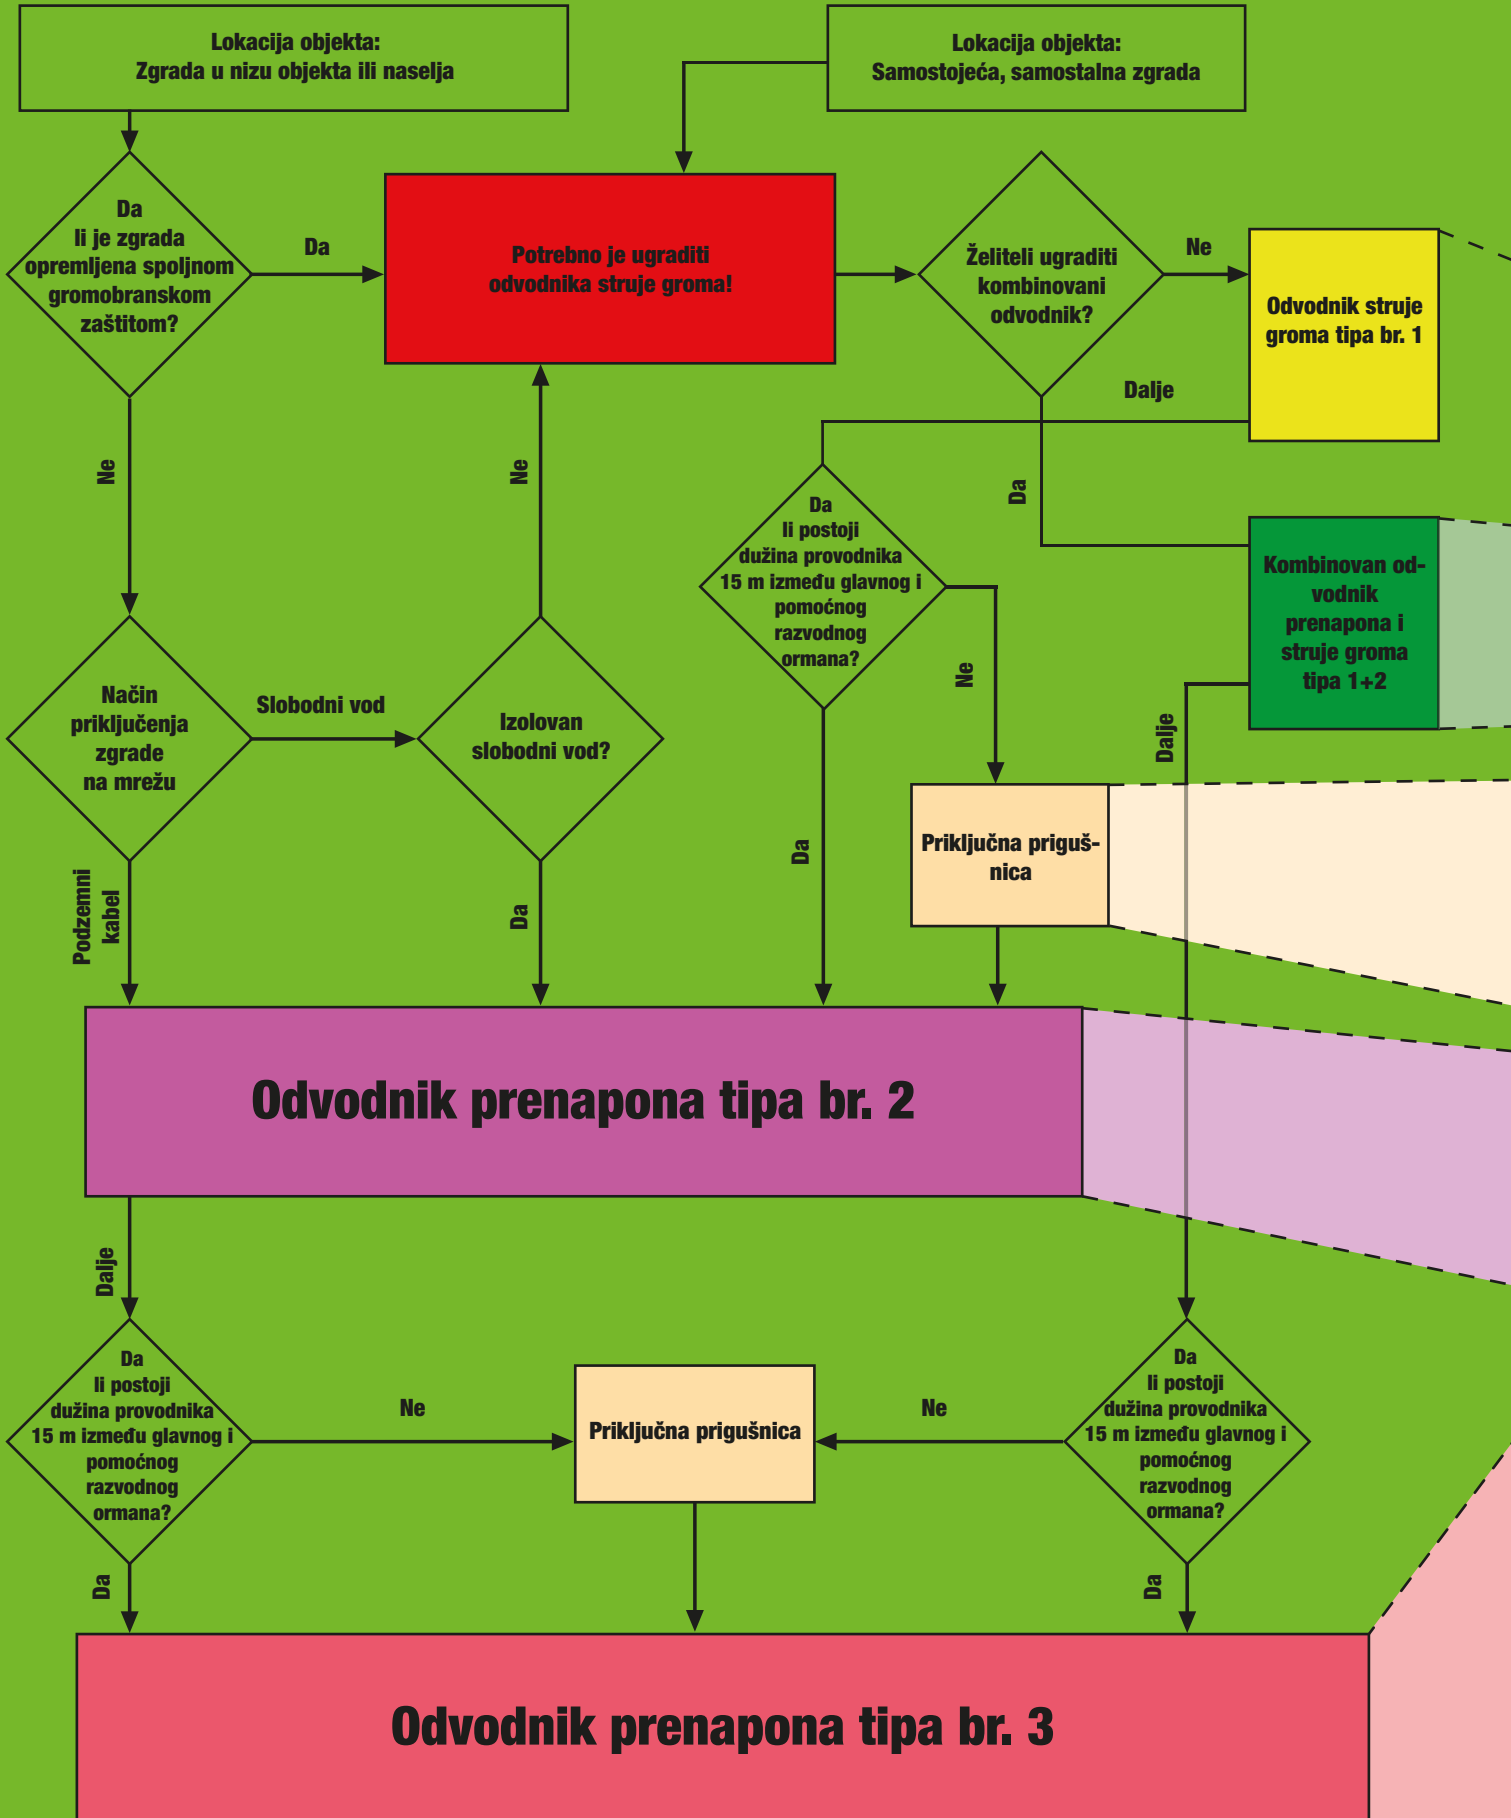 Lokacija objekta:
Zgrada u nizu objekta ili naselja
Lokacija objekta:
Samostojeća, samostalna zgrada
Da
li je zgrada
opremljena spoljnom
gromobranskom
zaštitom?
Da
Potrebno je ugraditi
odvodnika struje groma!
Želiteli ugraditi
kombinovani
odvodnik?
Ne
Odvodnik struje
groma tipa br. 1
Dalje
Ne
Ne
Da
Da
li postoji
dužina provodnika
15 m između glavnog i
pomoćnog
razvodnog
ormana?
Kombinovan od-
vodnik
prenapona i
struje groma
tipa 1+2
Ne
Način
priključenja
zgrade
na mrežu
Slobodni vod
Izolovan
slobodni vod?
Dalje
Da
Priključna priguš-
nica
Podzemni
kabel
Da
Odvodnik prenapona tipa br. 2
Dalje
Da
li postoji
dužina provodnika
15 m između glavnog i
pomoćnog
razvodnog
ormana?
Ne
Priključna prigušnica
Ne
Da
li postoji
dužina provodnika
15 m između glavnog i
pomoćnog
razvodnog
ormana?
Da
Da
Odvodnik prenapona tipa br. 3